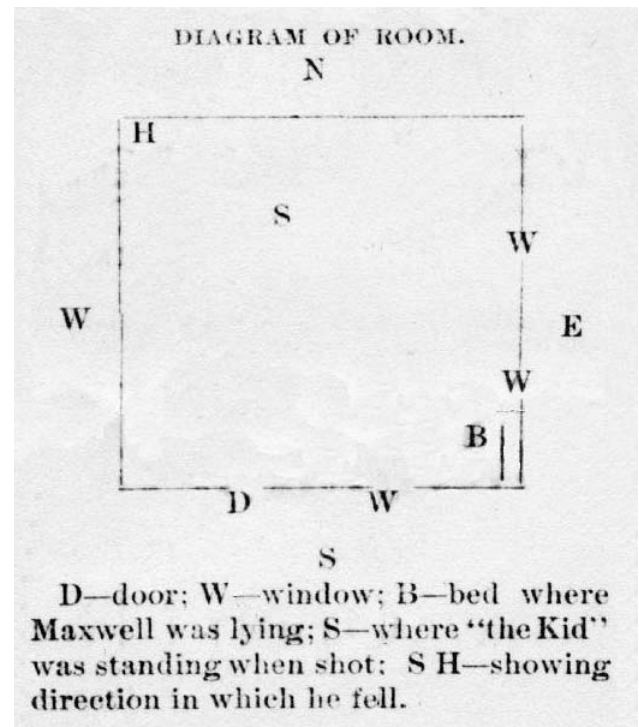 DIAGRAM OF ROOM.
N
H
S
W
W
E
W
B
D W
S
D—door; W—window; B—bed where
Maxwell was lying; S—where “the Kid”
was standing when shot; S H—showing
direction in which he fell.